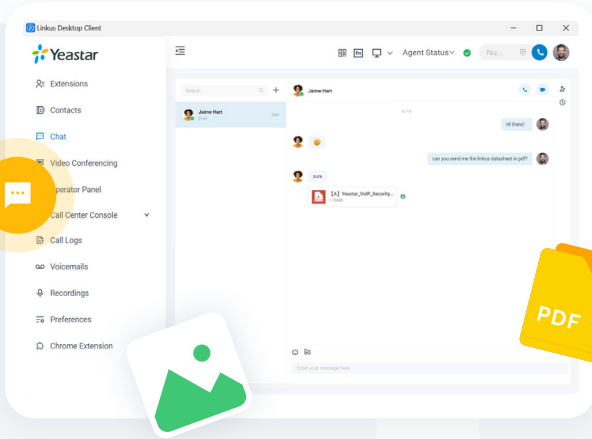 Linkus Desktop Client
Yeastar
Agent Status
Nu...
Extensions
Contacts
Chat
Video Conferencing
perator Panel
Call Center Console
Call Logs
Voicemails
Recordings
Preferences
Chrome Extension
Search
Jaime Hart
Jaime Hart
Hi there!
can you send me the linkus datasheet in pdf?
sure
【A】Yeastar_VoIP_Security...
Enter your message here
PDF